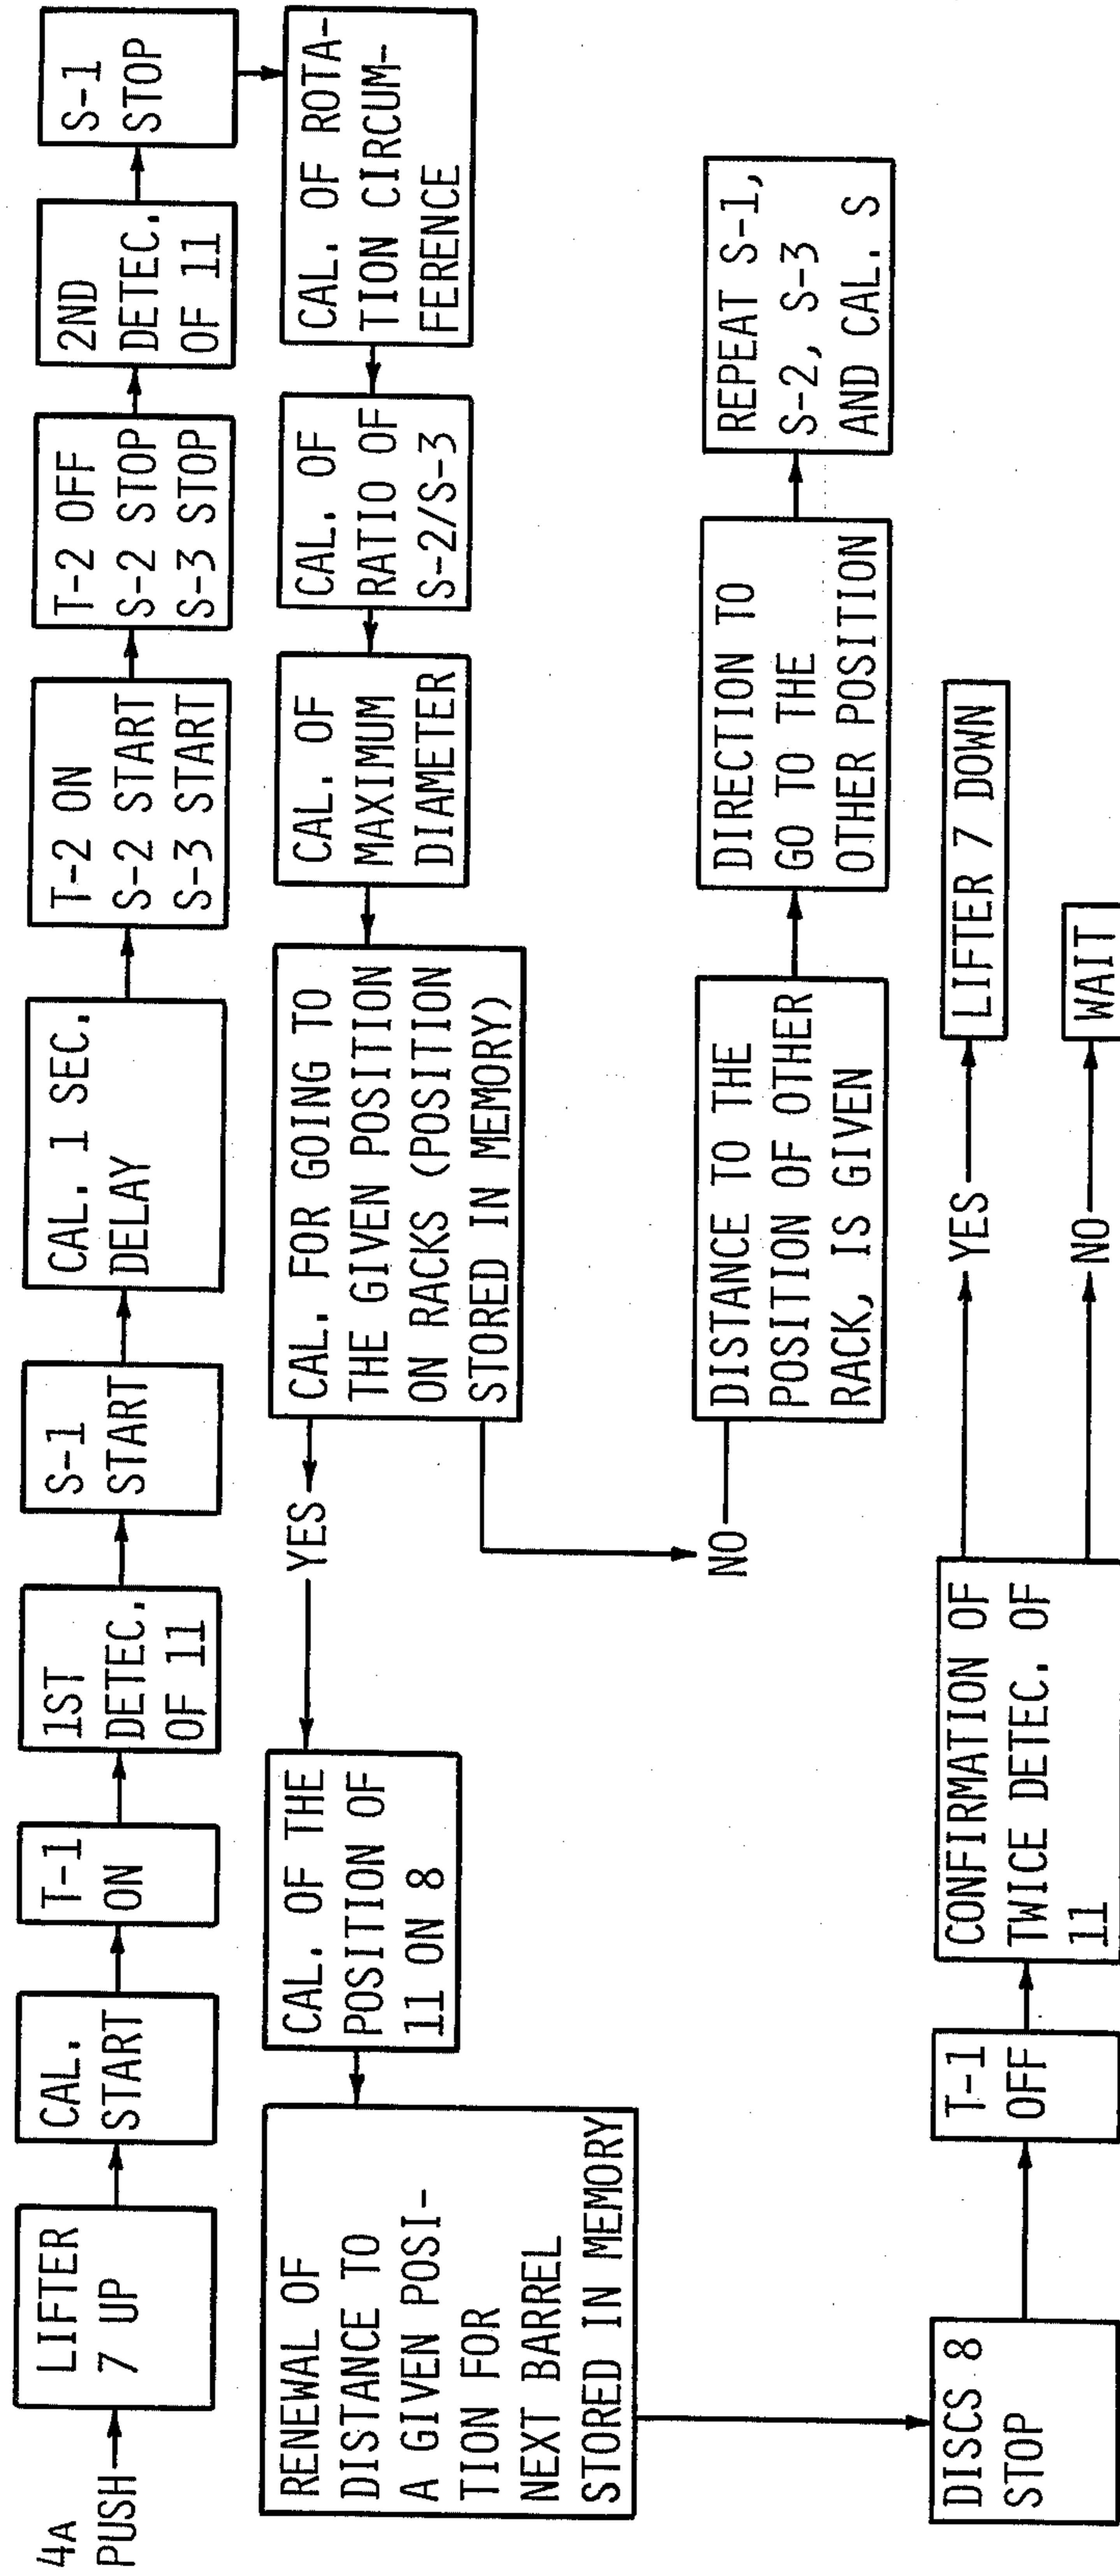 4A
PUSH
LIFTER
7 UP
CAL.
START
T-1
ON
1ST
DETEC.
OF 11
S-1
START
CAL. 1 SEC.
DELAY
T-2 ON
S-2 START
S-3 START
T-2 OFF
S-2 STOP
S-3 STOP
2ND
DETEC.
OF 11
S-1
STOP
CAL. OF ROTA-
TION CIRCUM-
FERENCE
CAL. OF
RATIO OF
S-2/S-3
CAL. OF
MAXIMUM
DIAMETER
CAL. FOR GOING TO
THE GIVEN POSITION
ON RACKS (POSITION
STORED IN MEMORY)
YES
CAL. OF THE
POSITION OF
11 ON 8
RENEWAL OF
DISTANCE TO
A GIVEN POSI-
TION FOR
NEXT BARREL
STORED IN MEMORY
NO
DISTANCE TO THE
POSITION OF OTHER
RACK, IS GIVEN
DIRECTION TO
GO TO THE
OTHER POSITION
REPEAT S-1,
S-2, S-3
AND CAL. S
DISCS 8
STOP
T-1
OFF
CONFIRMATION OF
TWICE DETEC. OF
11
YES
LIFTER 7 DOWN
NO
WAIT